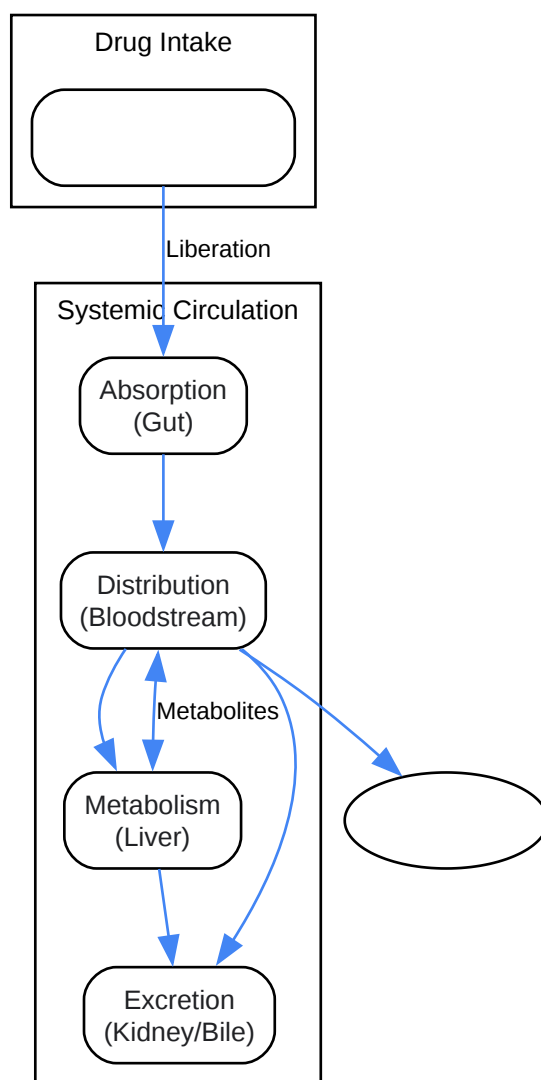 Drug Intake
Liberation
Systemic Circulation
Absorption
(Gut)
Distribution
(Bloodstream)
Metabolites
Metabolism
(Liver)
Excretion
(Kidney/Bile)